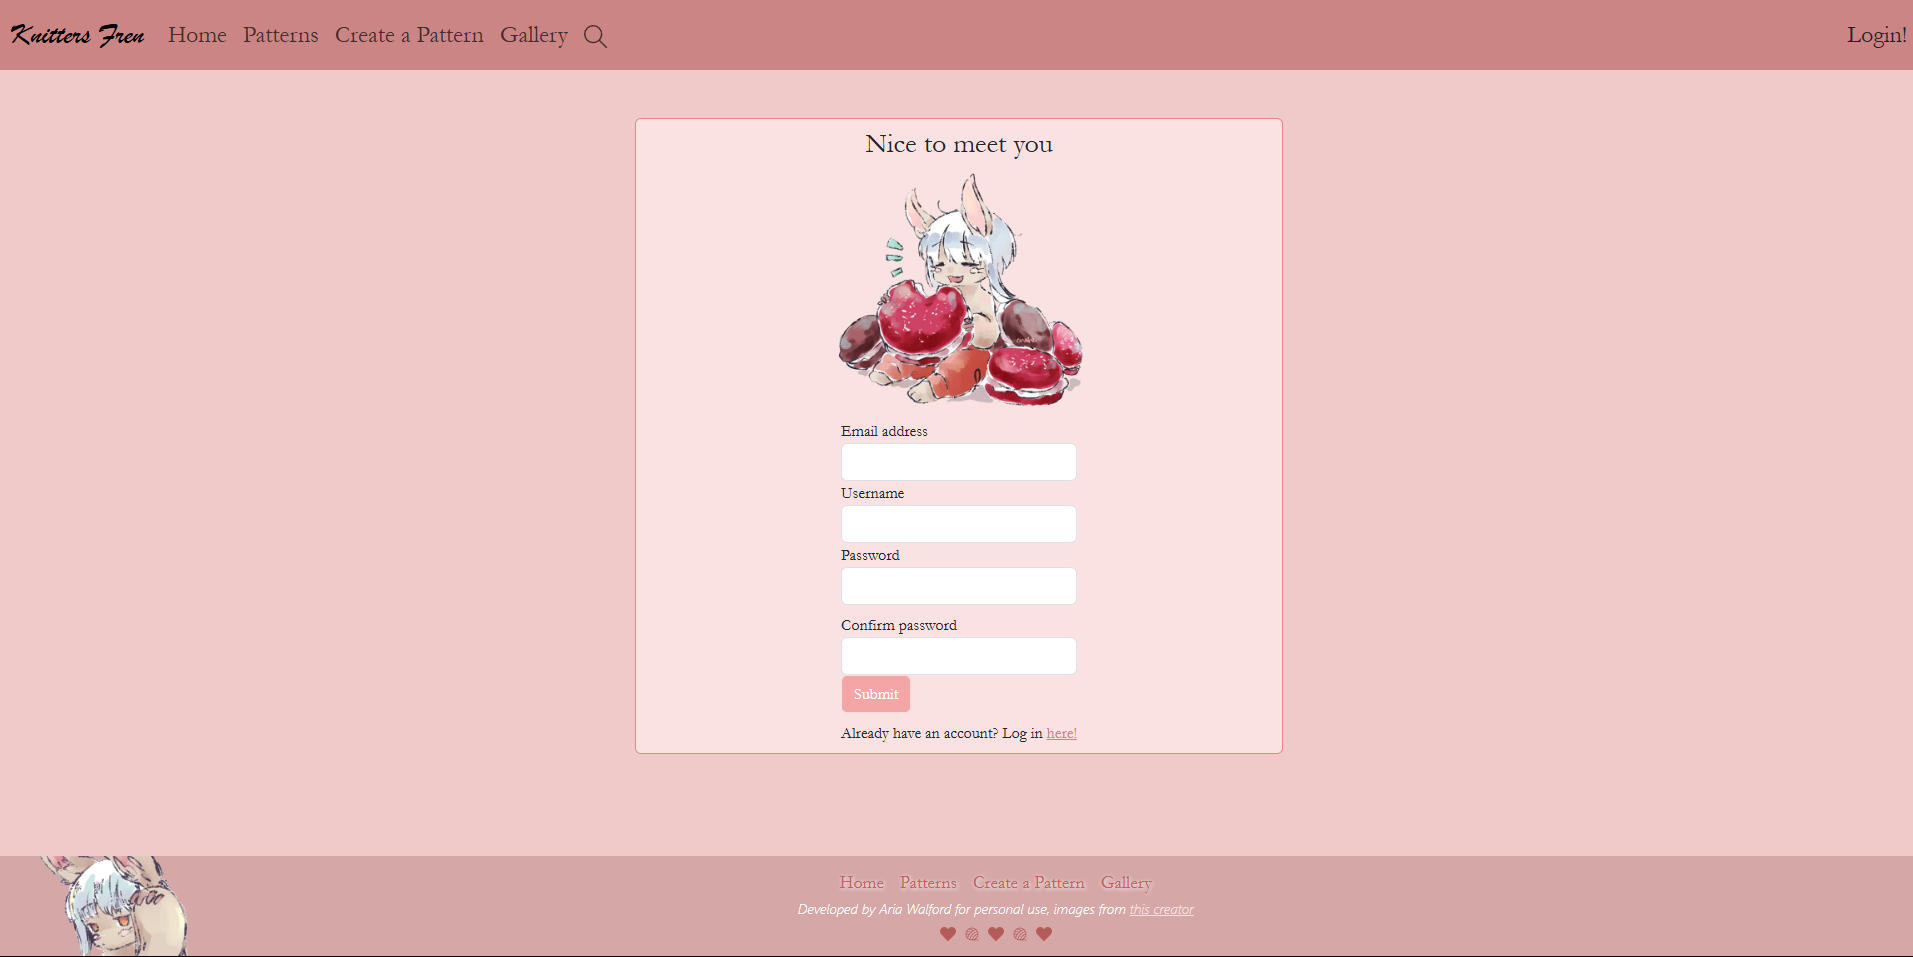 Knitters Fren Home Patterns Create a Pattern Gallery Login!
Nice to meet you
Email address
Username
Password
Confirm password
Submit
Already have an account? Log in here!
Home Patterns Create a Pattern Gallery
Developed by Aria Walford for personal use, images from this creator